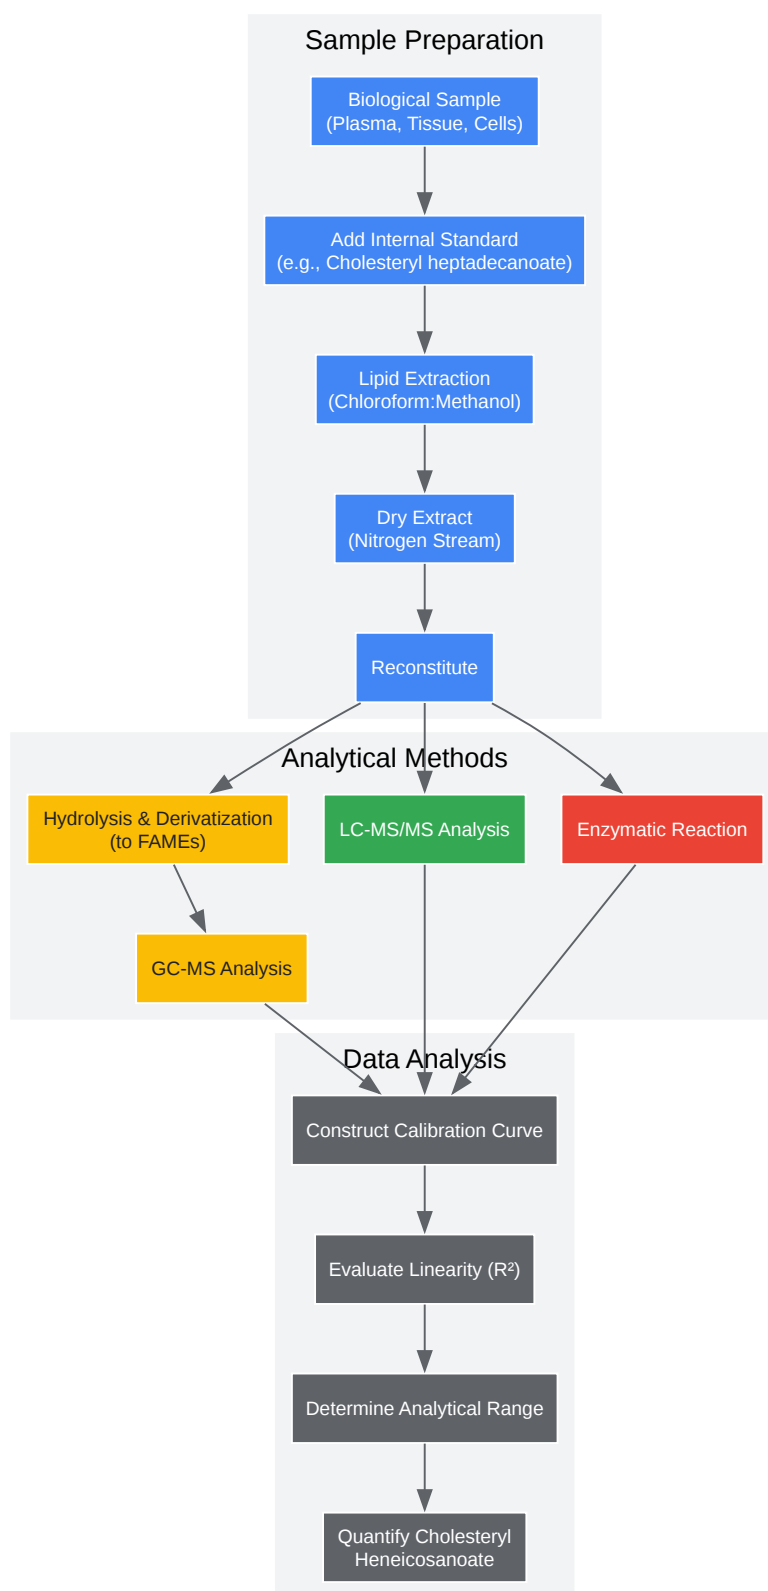 Sample Preparation
Biological Sample
(Plasma, Tissue, Cells)
Add Internal Standard
(e.g., Cholesteryl heptadecanoate)
Lipid Extraction
(Chloroform:Methanol)
Dry Extract
(Nitrogen Stream)
Reconstitute
Analytical Methods
Hydrolysis & Derivatization
(to FAMEs)
LC-MS/MS Analysis
Enzymatic Reaction
GC-MS Analysis
Data Analysis
Construct Calibration Curve
Evaluate Linearity (R²)
Determine Analytical Range
Quantify Cholesteryl
Heneicosanoate